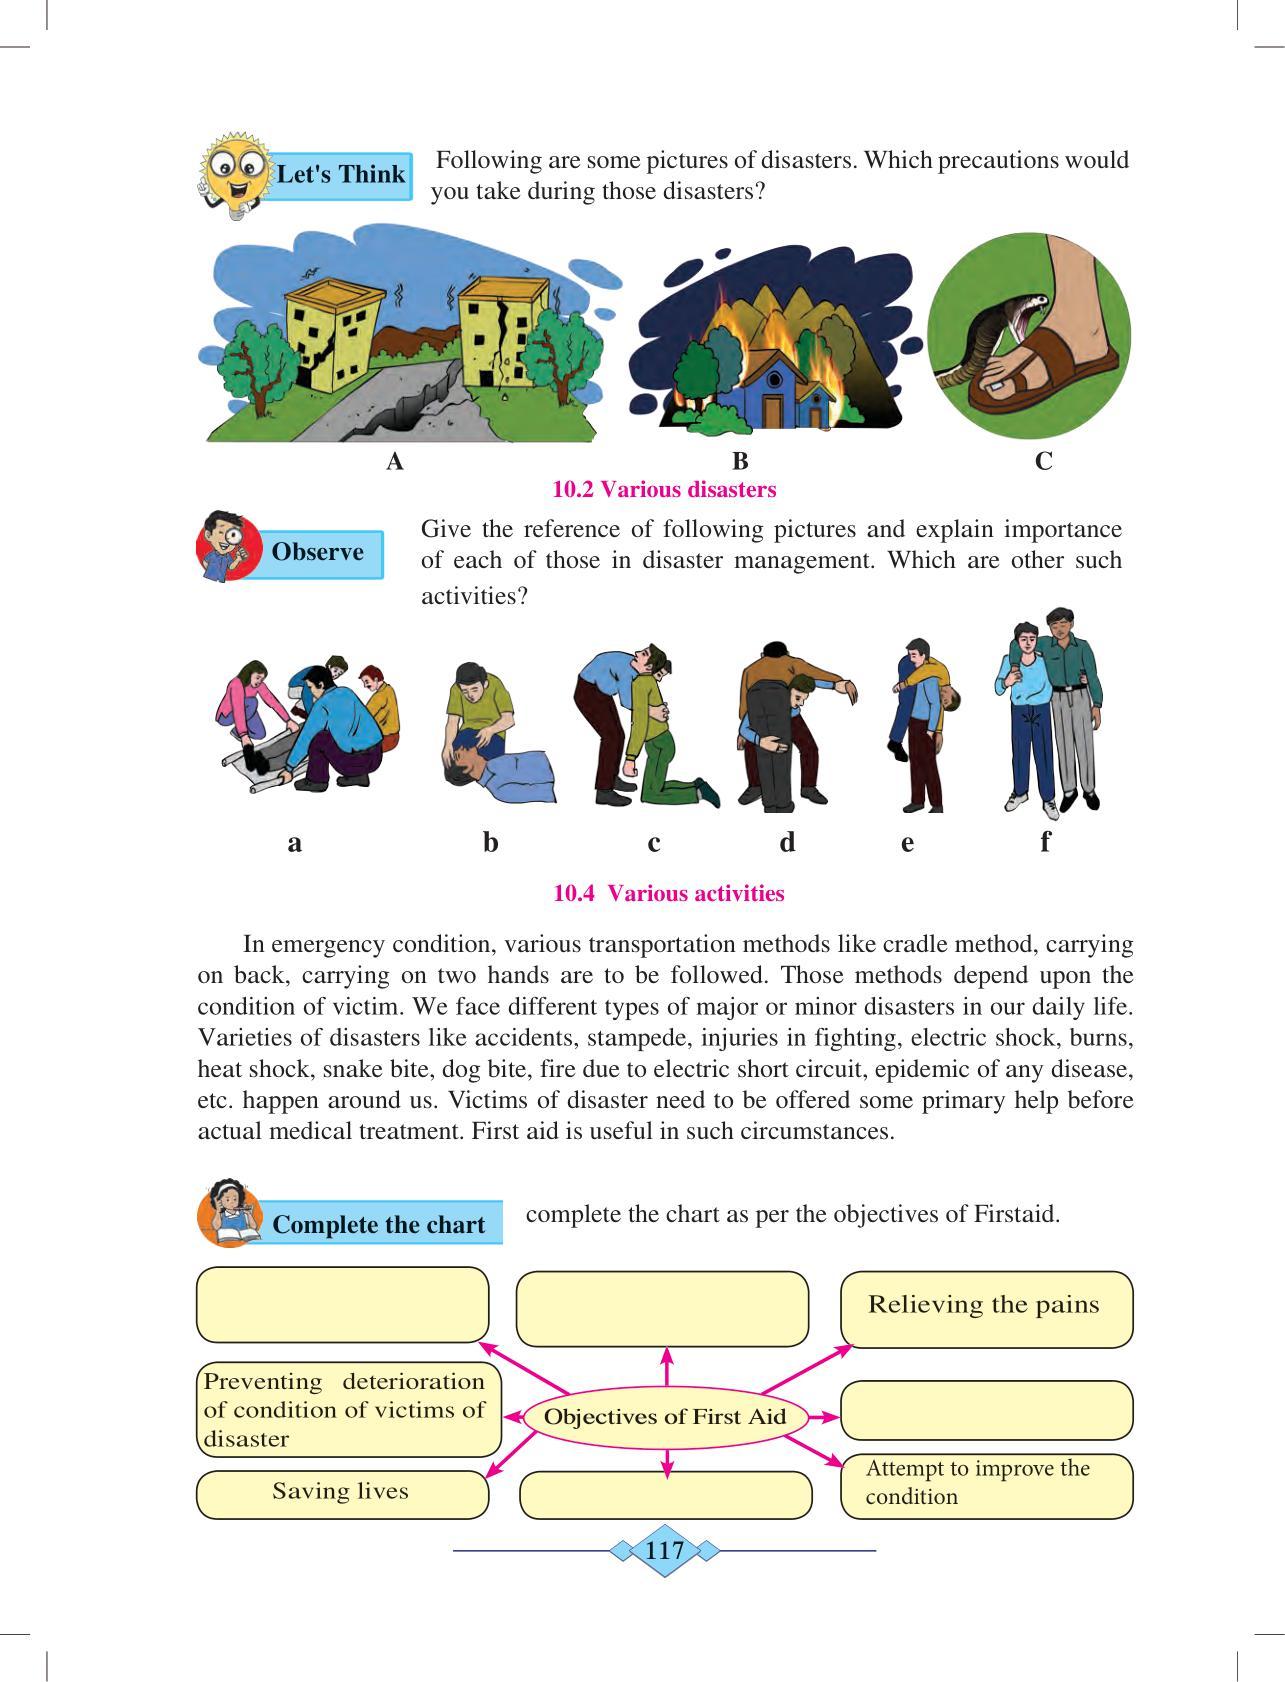 Let's Think
Following are some pictures of disasters. Which precautions would
you take during those disasters?
A
B
C
10.2 Various disasters
Observe
Give the reference of following pictures and explain importance
of each of those in disaster management. Which are other such
activities?
a
b
c
d
e
f
10.4 Various activities
In emergency condition, various transportation methods like cradle method, carrying
on back, carrying on two hands are to be followed. Those methods depend upon the
condition of victim. We face different types of major or minor disasters in our daily life.
Varieties of disasters like accidents, stampede, injuries in fighting, electric shock, burns,
heat shock, snake bite, dog bite, fire due to electric short circuit, epidemic of any disease,
etc. happen around us. Victims of disaster need to be offered some primary help before
actual medical treatment. First aid is useful in such circumstances.
Complete the chart
complete the chart as per the objectives of Firstaid.
Relieving the pains
Preventing deterioration
of condition of victims of
disaster
Objectives of First Aid
Saving lives
Attempt to improve the
condition
117